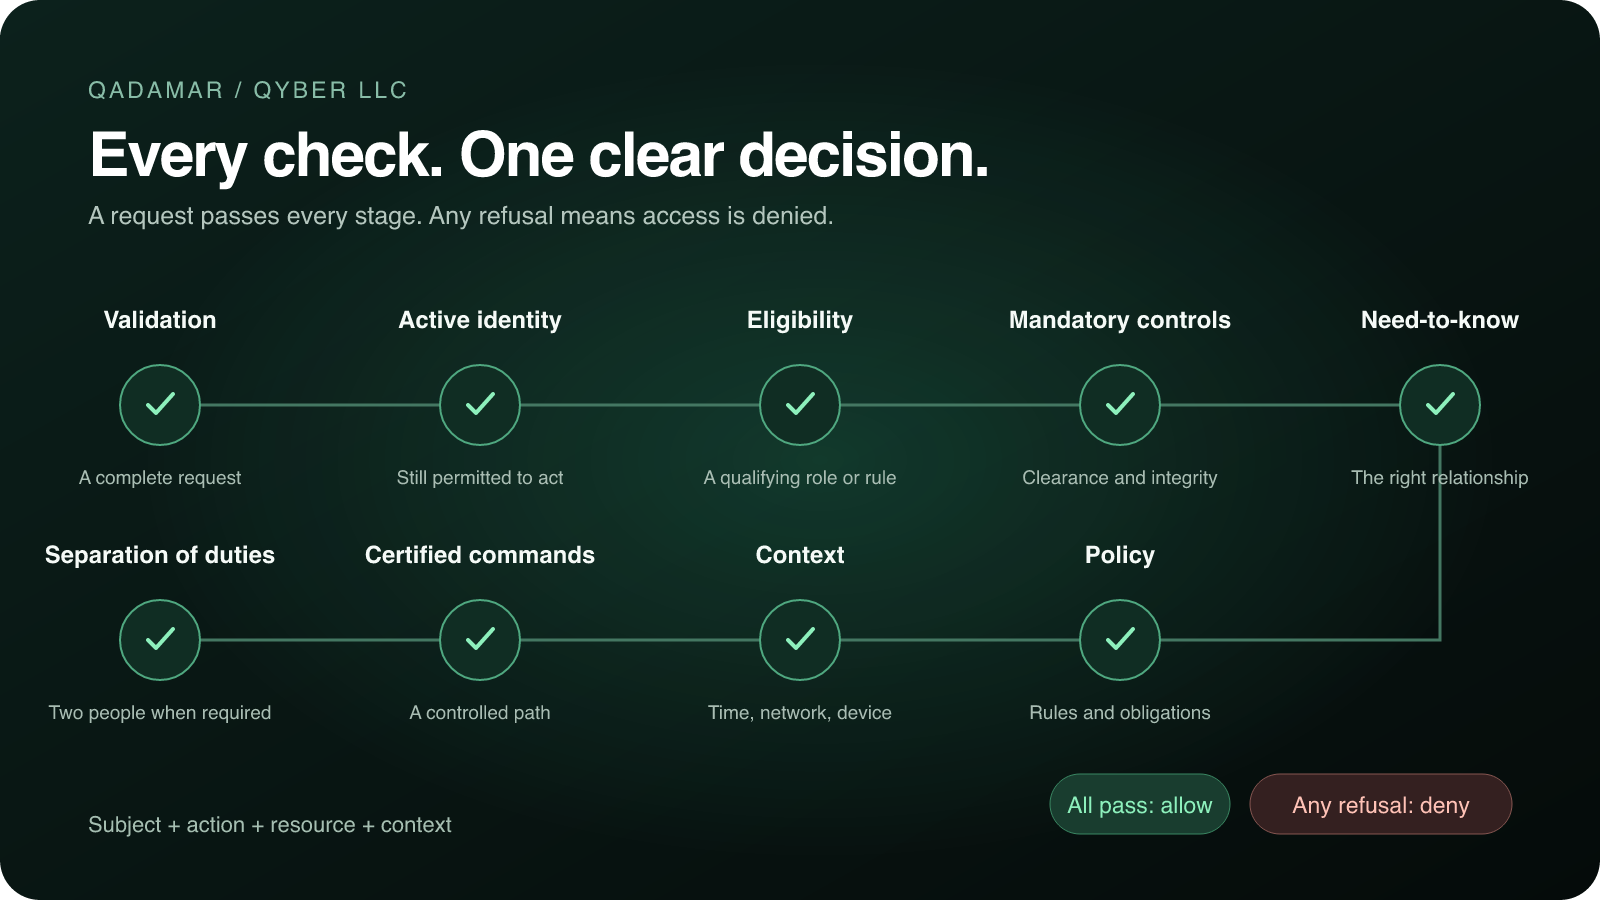 QADAMAR / QYBER LLC
Every check. One clear decision.
A request passes every stage. Any refusal means access is denied.
Validation
Active identity
Eligibility
Mandatory controls
Need-to-know
A complete request
Still permitted to act
A qualifying role or rule
Clearance and integrity
The right relationship
Separation of duties
Certified commands
Context
Policy
Two people when required
A controlled path
Time, network, device
Rules and obligations
All pass: allow
Any refusal: deny
Subject + action + resource + context